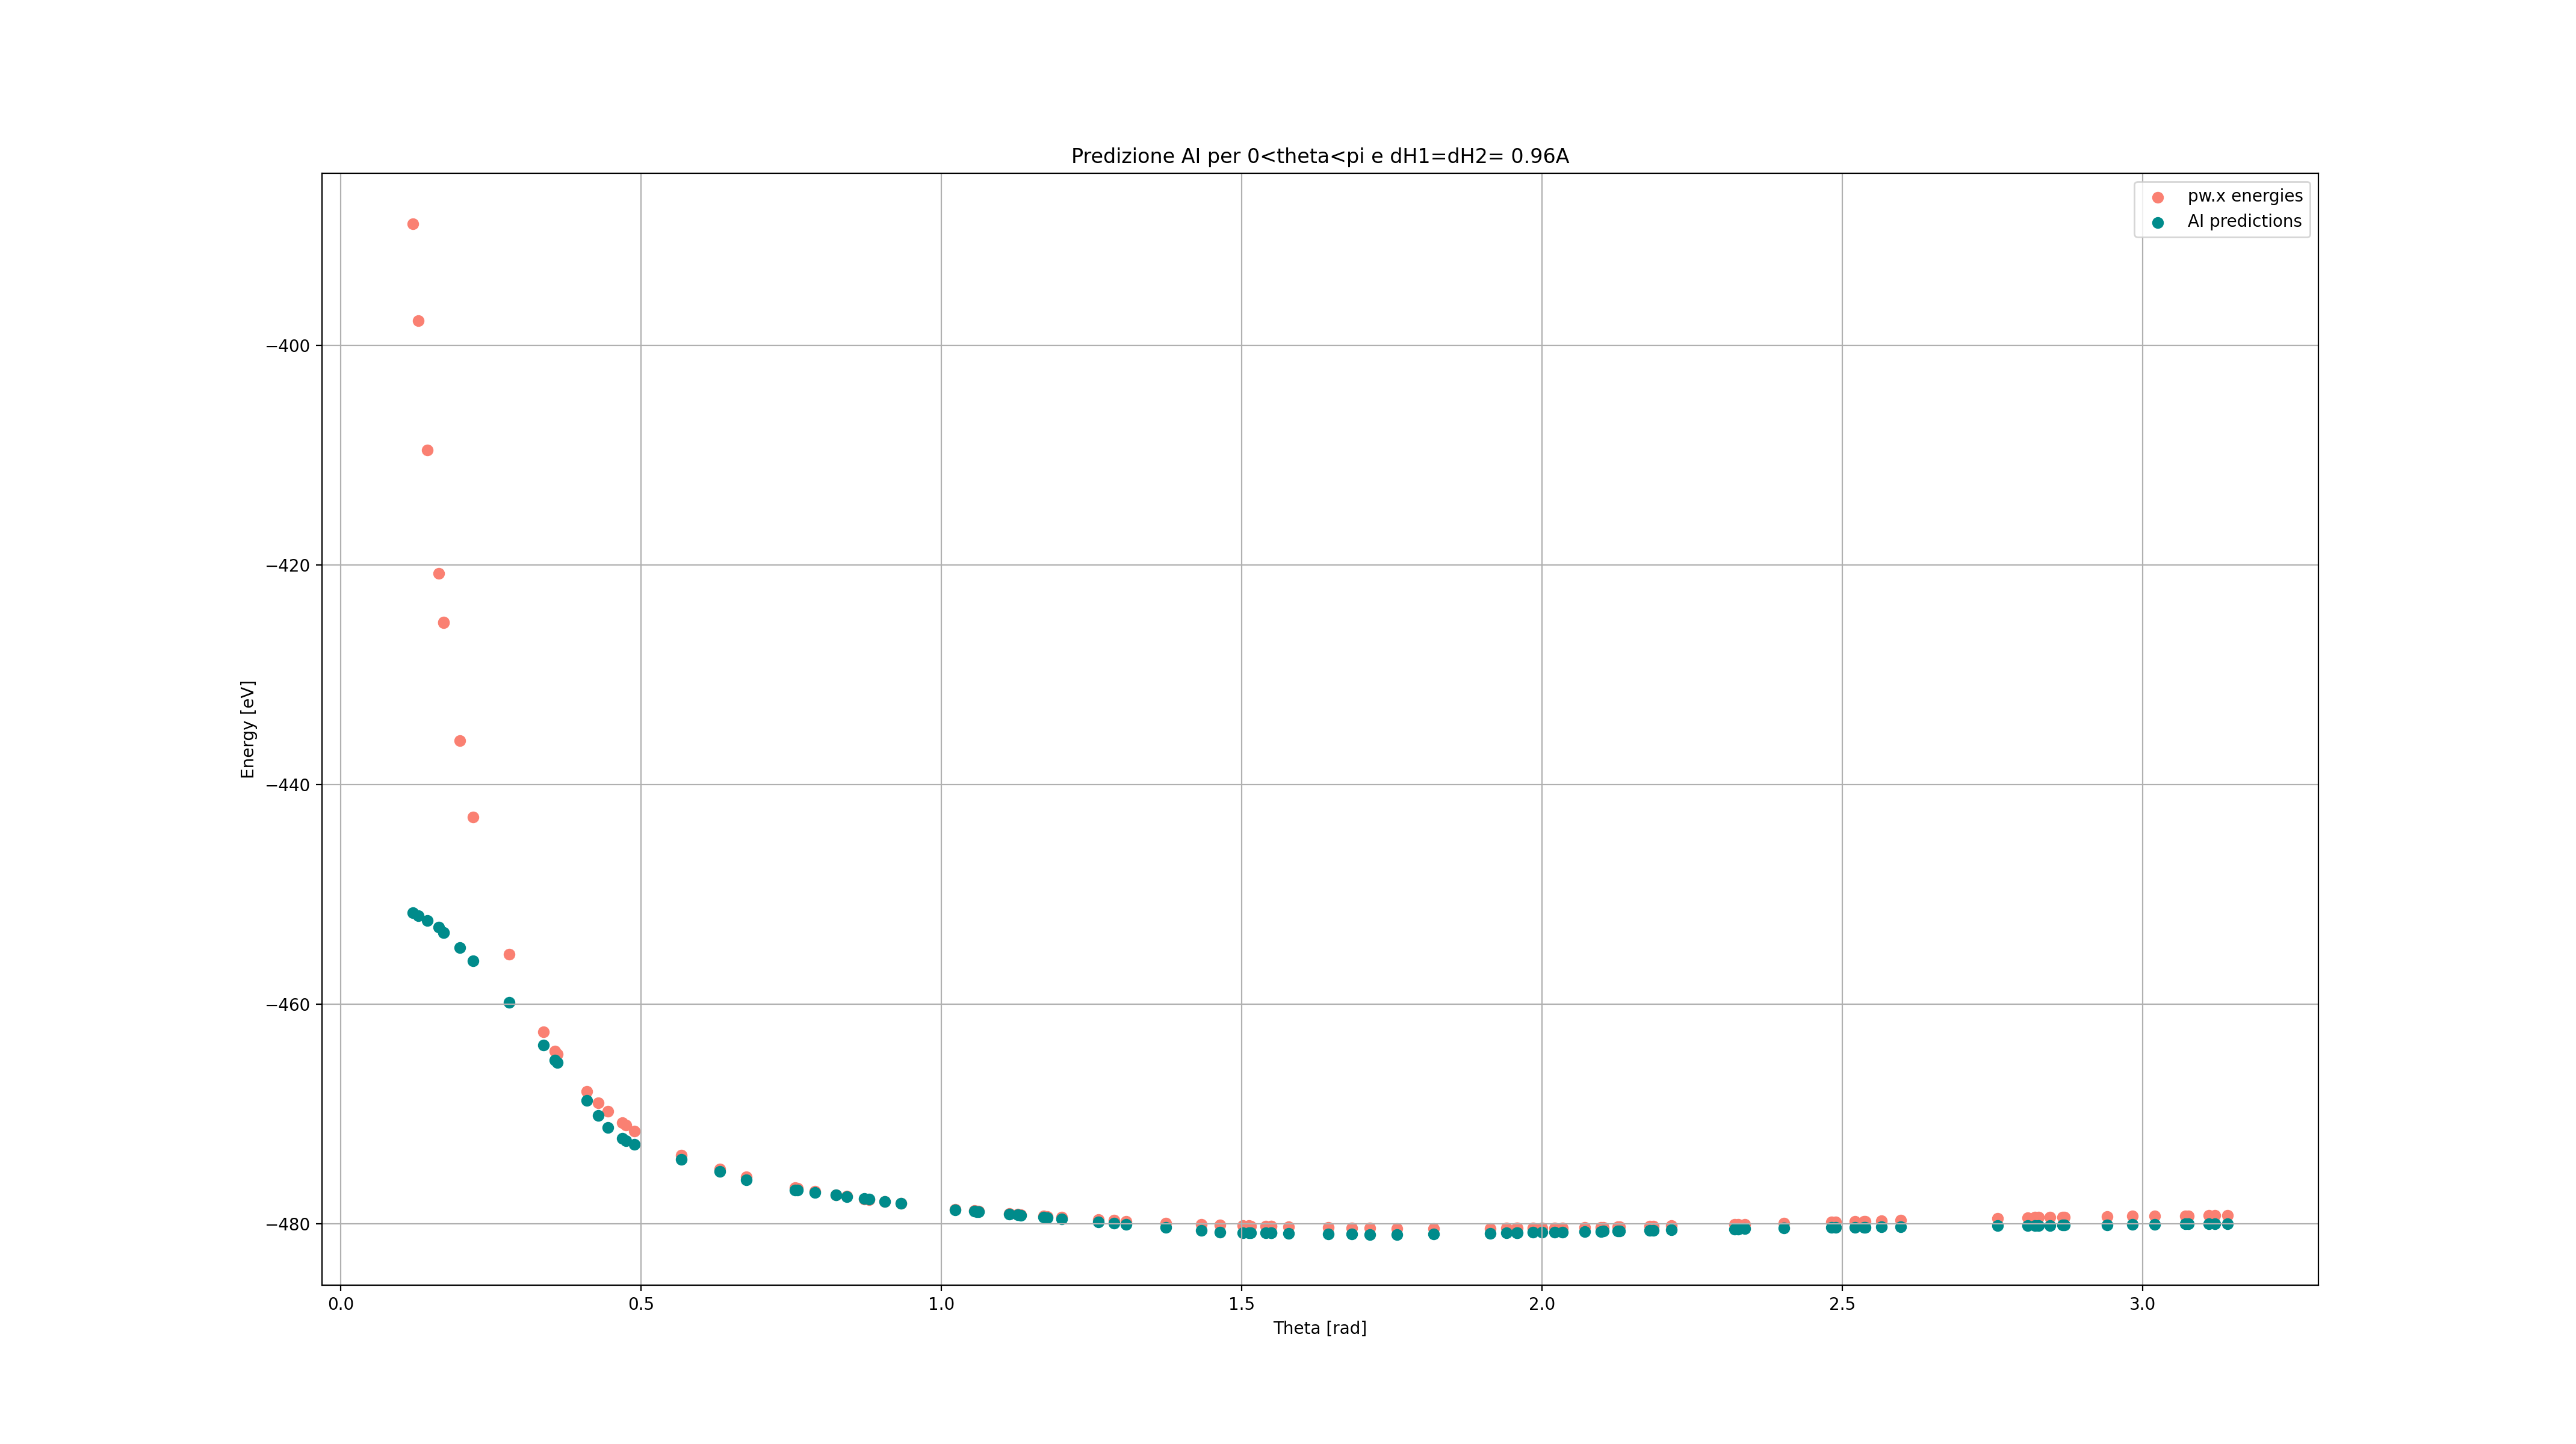 Predizione AI per 0<theta<pi e dH1=dH2= 0.96A
pw.x energies
AI predictions
−400
−420
−440
−460
−480
Energy [eV]
0.0 0.5 1.0 1.5 2.0 2.5 3.0
Theta [rad]